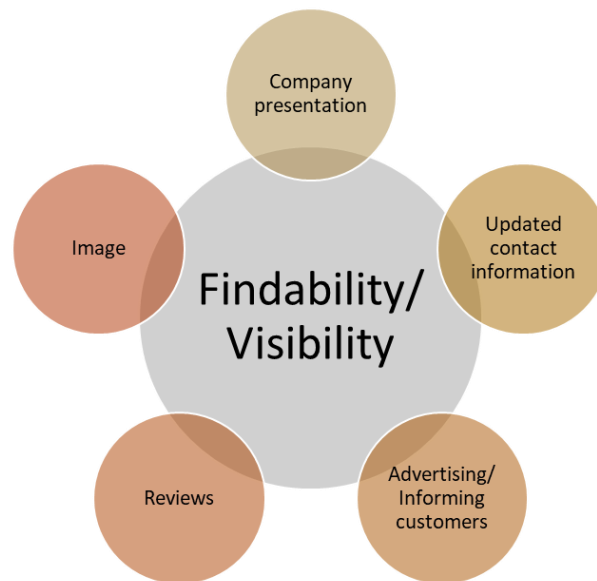 Company
presentation
Updated
contact
information
Advertising/
Informing
customers
Reviews
Image
Findability/
Visibility